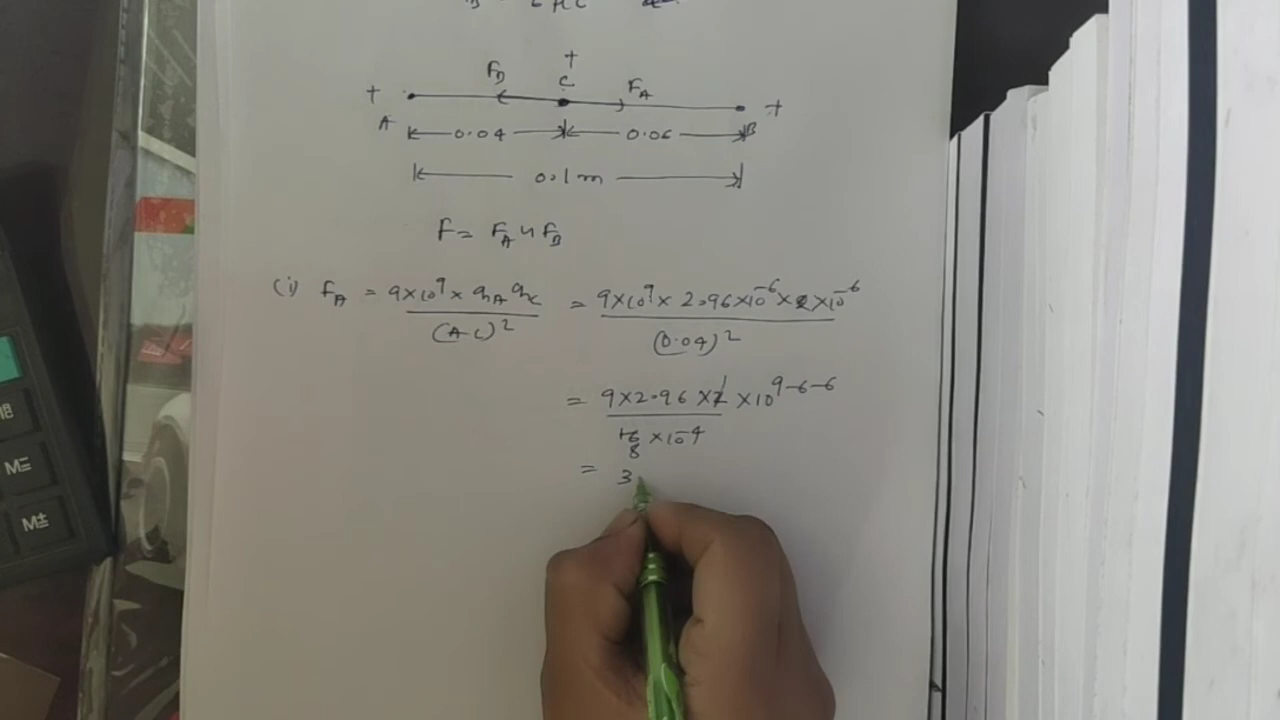 +
F_B C F_A
+ +
A B
0.04 0.06
0.1m
F = F_A 4 F_B
(i) F_A = 9×10^9 × q_A q_C / (AC)^2 = 9×10^9 × 2.96×10^-6 × 2×10^-6 / (0.04)^2
= 9×2.96×2 × 10^9-6-6 / 16 × 10^-4
1
8
= 3
M=
M±